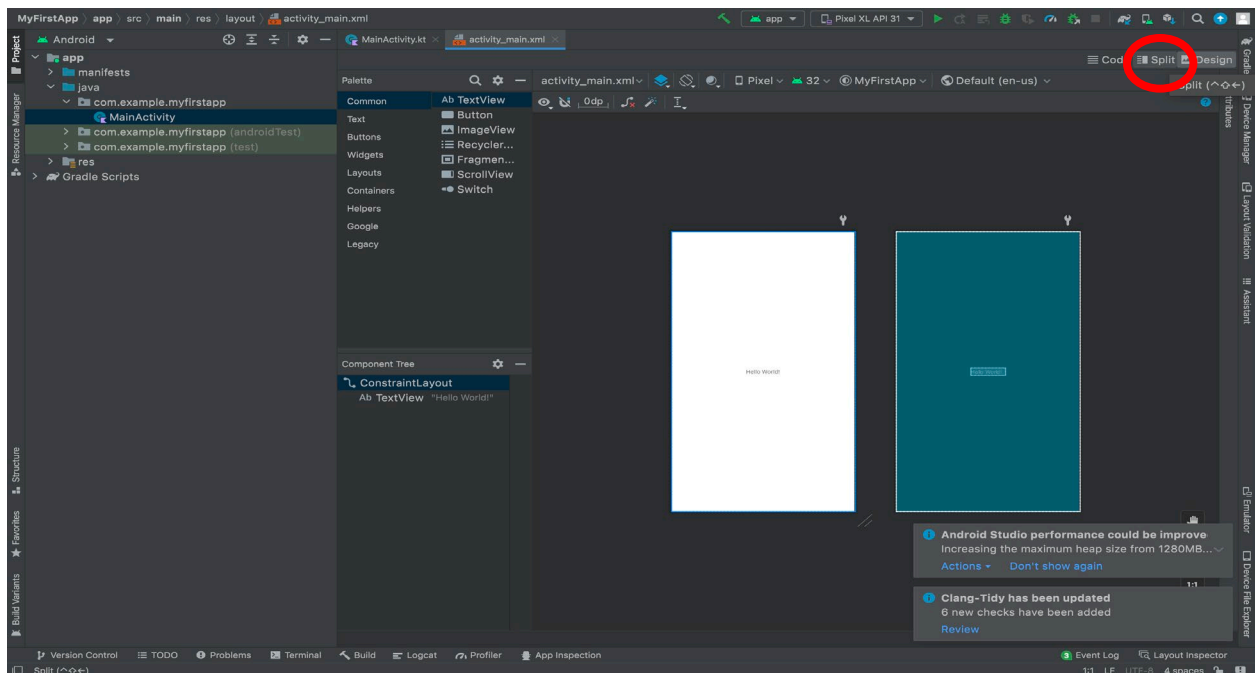 MyFirstApp app src main res layout activity_main.xml
app Pixel XL API 31
Android
MainActivity.kt activity_main.xml
app
manifests
java
com.example.myfirstapp
MainActivity
com.example.myfirstapp (androidTest)
com.example.myfirstapp (test)
res
Gradle Scripts
Project
Resource Manager
Structure
Favorites
Build Variants
Cod Split Design
Split (^⇧←)
Palette
Common
Text
Buttons
Widgets
Layouts
Containers
Helpers
Google
Legacy
Ab TextView
Button
ImageView
Recycler...
Fragmen...
ScrollView
Switch
activity_main.xml Pixel 32 MyFirstApp Default (en-us)
0dp
Component Tree
ConstraintLayout
Ab TextView "Hello World!"
Hello World!
1:1
Android Studio performance could be improve
Increasing the maximum heap size from 1280MB...
Actions Don't show again
Clang-Tidy has been updated
6 new checks have been added
Review
Gradle
Device Manager
tributes
Layout Validation
Assistant
Emulator
Device File Explorer
Version Control TODO Problems Terminal Build Logcat Profiler App Inspection
3 Event Log Layout Inspector
Split (^⇧←)
1:1 LF UTF-8 4 spaces